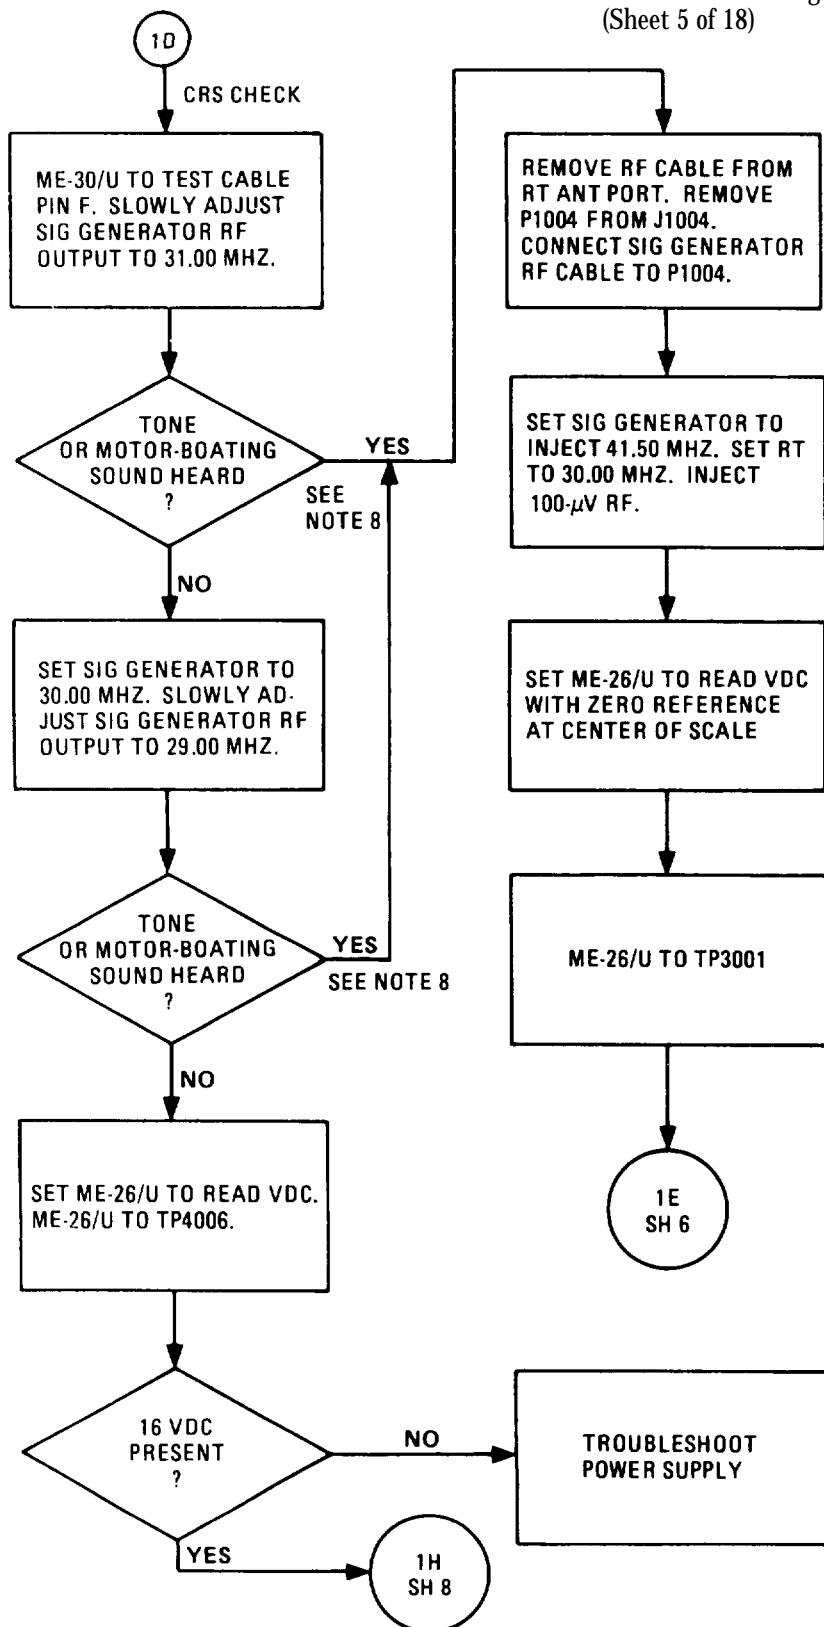 (Sheet 5 of 18)
1D
CRS CHECK
ME-30/U TO TEST CABLE
PIN F. SLOWLY ADJUST
SIG GENERATOR RF
OUTPUT TO 31.00 MHZ.
TONE
OR MOTOR-BOATING
SOUND HEARD
?
YES
SEE
NOTE 8
NO
SET SIG GENERATOR TO
30.00 MHZ. SLOWLY AD-
JUST SIG GENERATOR RF
OUTPUT TO 29.00 MHZ.
TONE
OR MOTOR-BOATING
SOUND HEARD
?
YES
SEE NOTE 8
NO
SET ME-26/U TO READ VDC.
ME-26/U TO TP4006.
16 VDC
PRESENT
?
NO
YES
1H
SH 8
TROUBLESHOOT
POWER SUPPLY
REMOVE RF CABLE FROM
RT ANT PORT. REMOVE
P1004 FROM J1004.
CONNECT SIG GENERATOR
RF CABLE TO P1004.
SET SIG GENERATOR TO
INJECT 41.50 MHZ. SET RT
TO 30.00 MHZ. INJECT
100-μV RF.
SET ME-26/U TO READ VDC
WITH ZERO REFERENCE
AT CENTER OF SCALE
ME-26/U TO TP3001
1E
SH 6